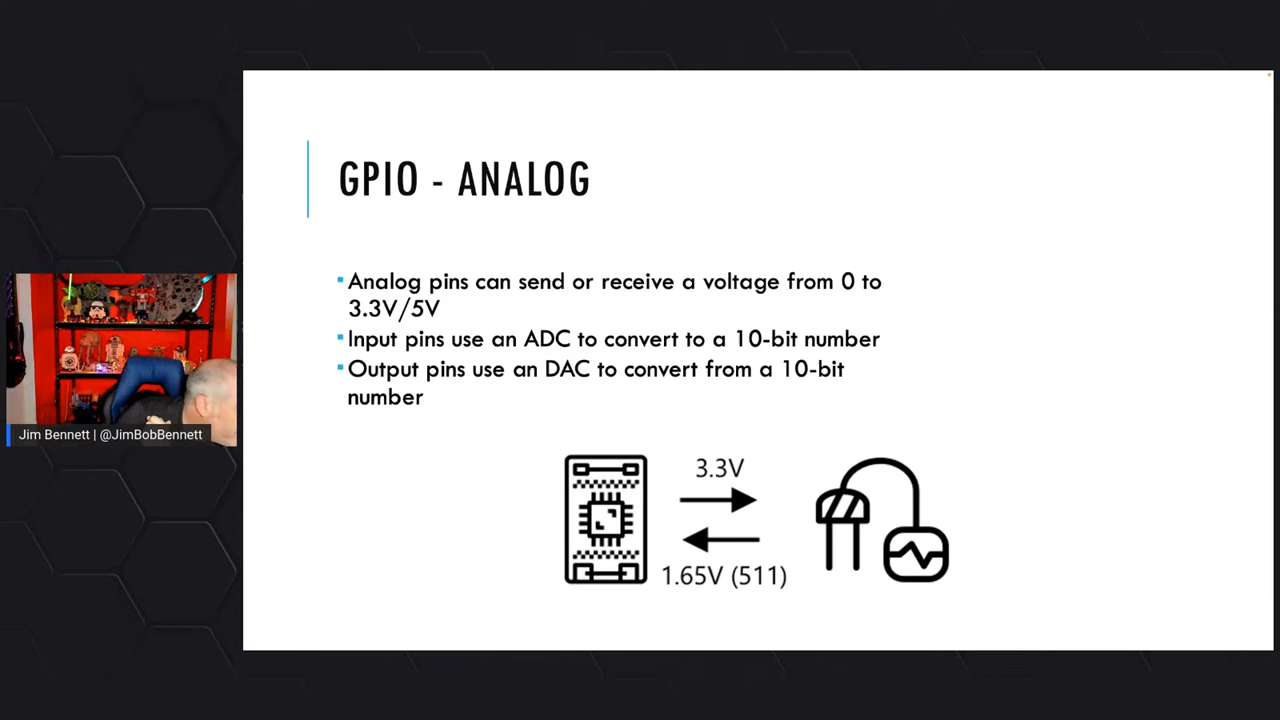 GPIO - ANALOG
Analog pins can send or receive a voltage from 0 to
3.3V/5V
Input pins use an ADC to convert to a 10-bit number
Output pins use an DAC to convert from a 10-bit
number
3.3V
1.65V (511)
Jim Bennett | @JimBobBennett